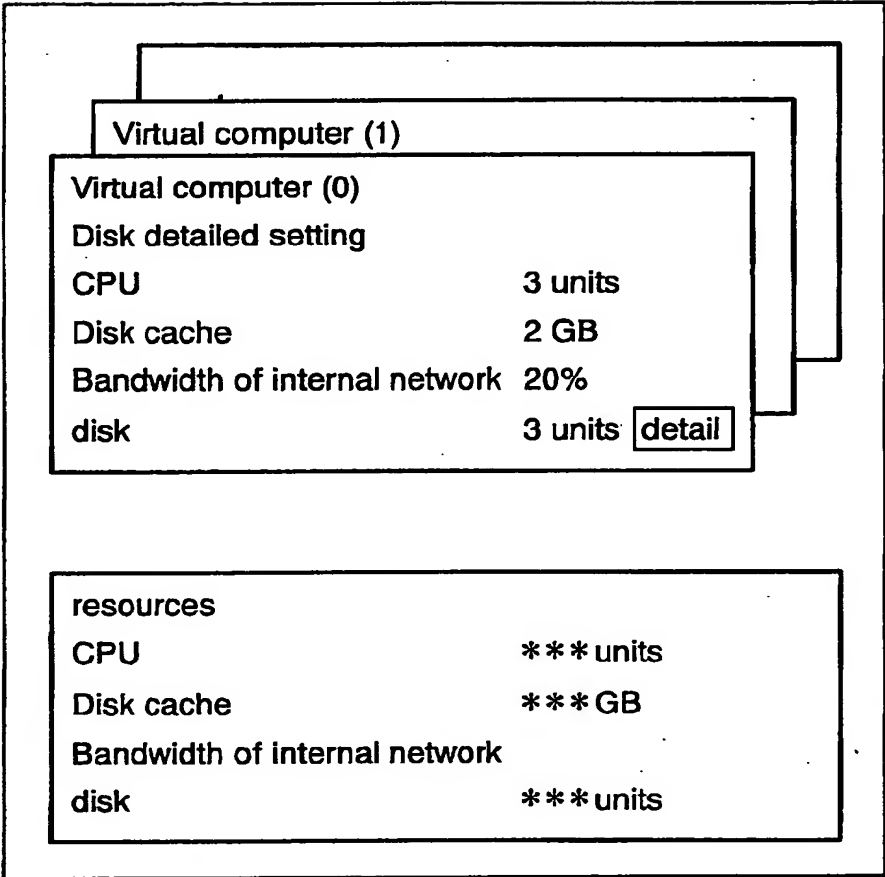 Virtual computer (1)
Virtual computer (0)
Disk detailed setting
CPU 3 units
Disk cache 2 GB
Bandwidth of internal network 20%
disk 3 units detail
resources
CPU ***units
Disk cache ***GB
Bandwidth of internal network
disk ***units